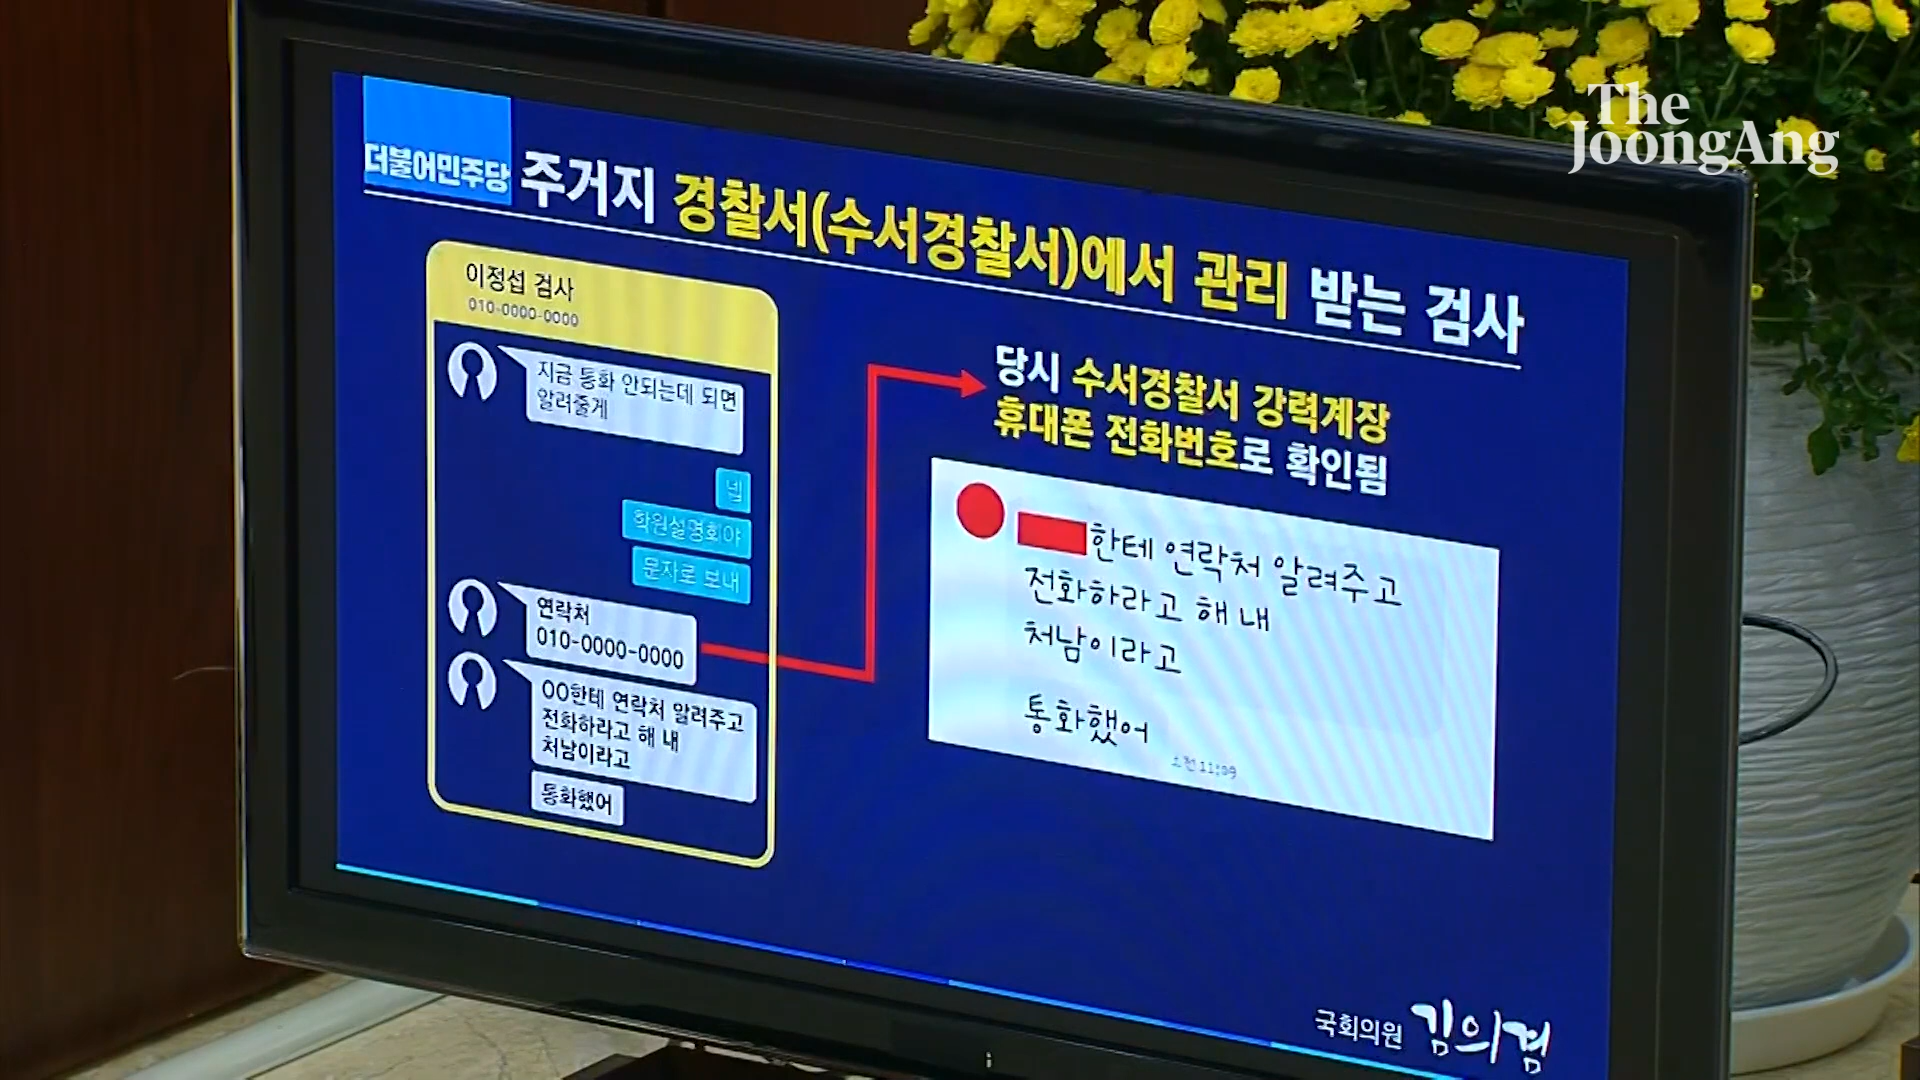 The
JoongAng
더불어민주당
주거지 경찰서(수서경찰서)에서 관리 받는 검사
이정섭 검사
010-0000-0000
지금 통화 안되는데 되면
알려줄게
넵
학원설명회야
문자로 보내
연락처
010-0000-0000
OO한테 연락처 알려주고
전화하라고 해 내
처남이라고
통화했어
당시 수서경찰서 강력계장
휴대폰 전화번호로 확인됨
한테 연락처 알려주고
전화하라고 해 내
처남이라고
통화했어
오전 11:09
국회의원 김의겸